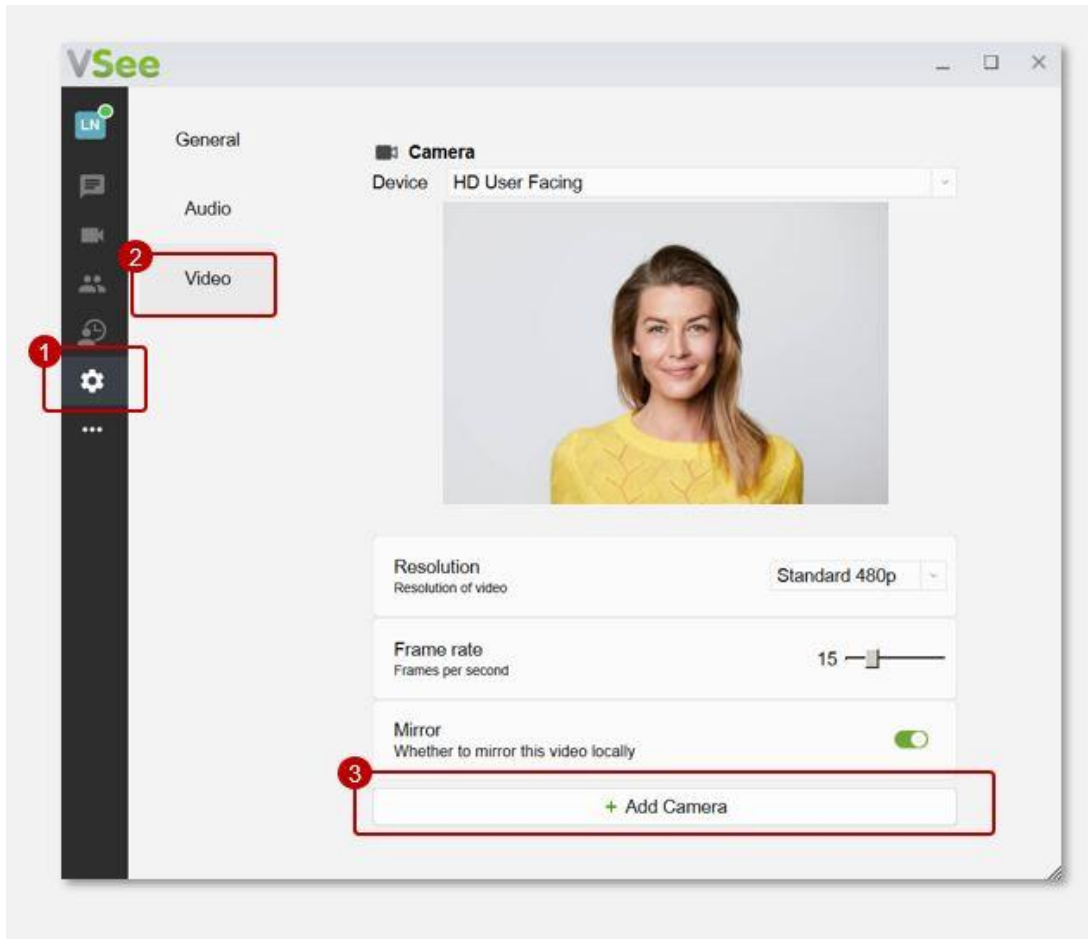 VSee
LN
General
Camera
Device HD User Facing
Audio
2
Video
1
Resolution
Resolution of video
Standard 480p
Frame rate
Frames per second
15
Mirror
Whether to mirror this video locally
3
+ Add Camera